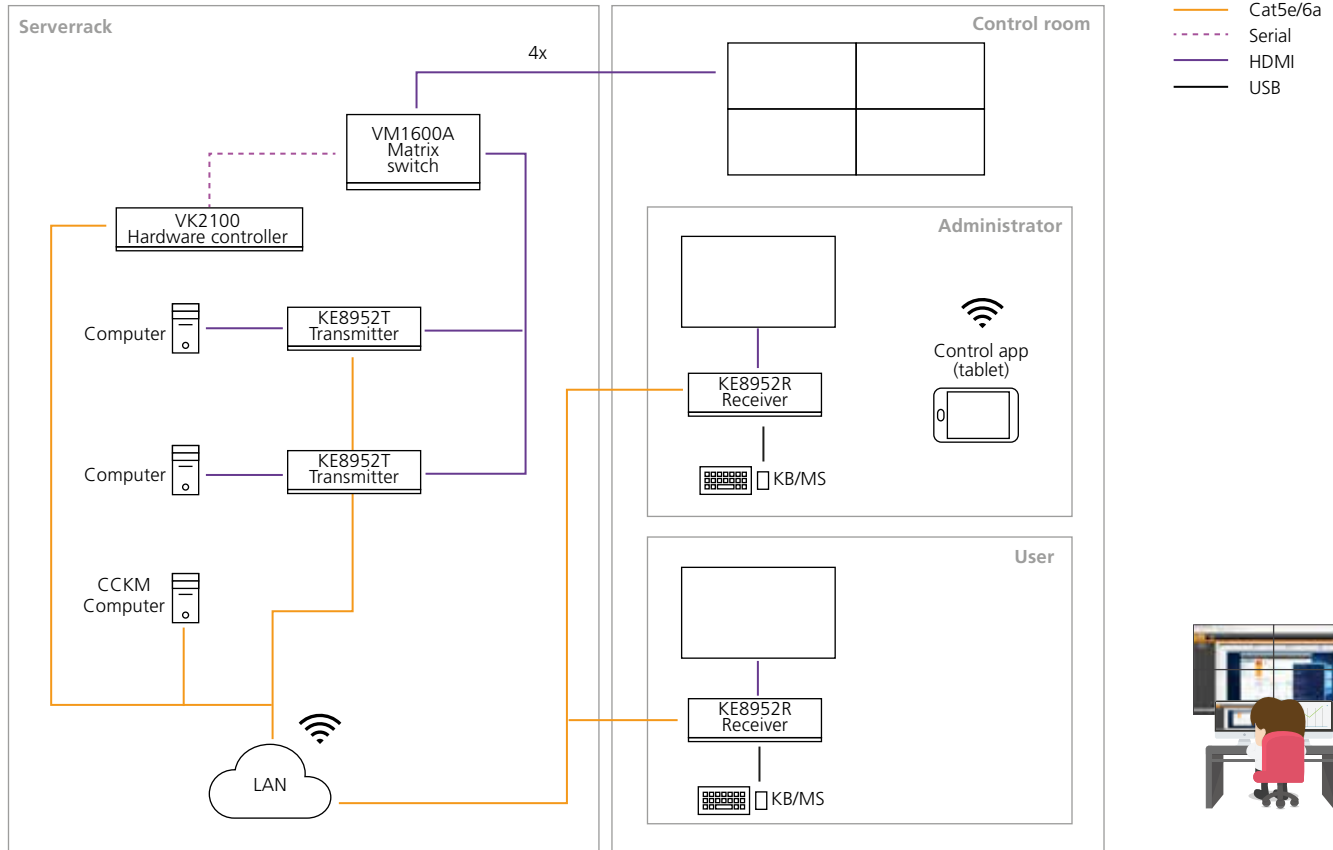 Serverrack
Control room
Cat5e/6a
Serial
HDMI
USB
4x
VM1600A
Matrix
switch
VK2100
Hardware controller
Administrator
Computer
KE8952T
Transmitter
Control app
(tablet)
KE8952R
Receiver
Computer
KE8952T
Transmitter
KB/MS
User
CCKM
Computer
KE8952R
Receiver
LAN
KB/MS